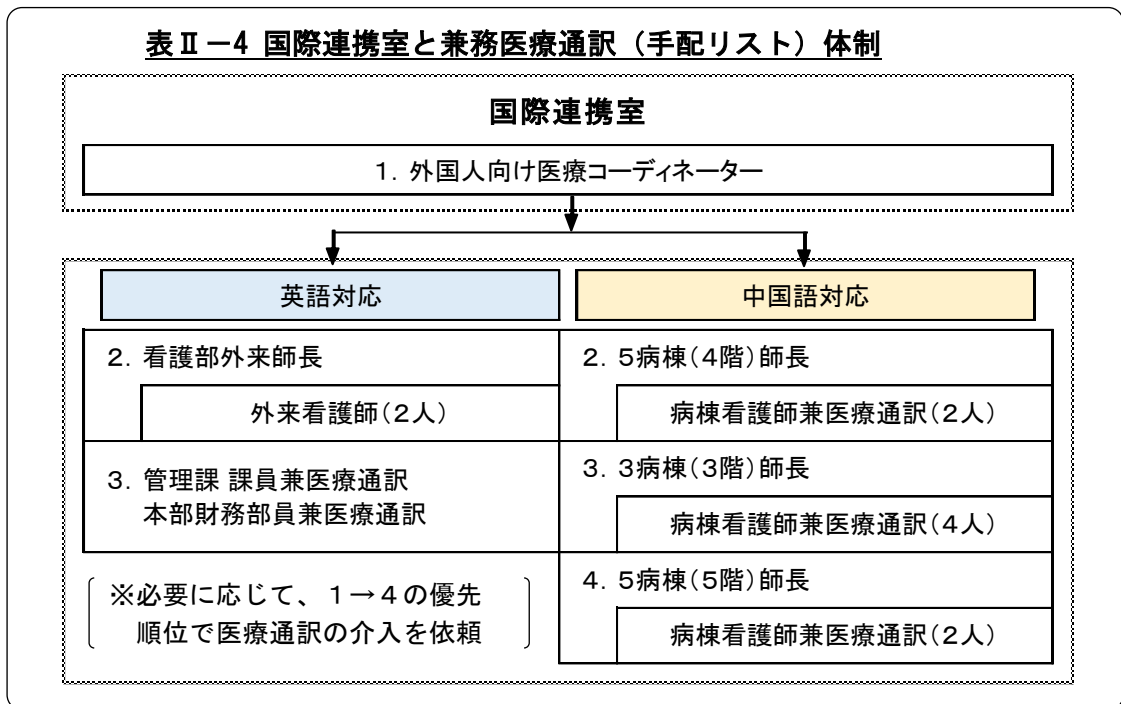 表Ⅱ－4 国際連携室と兼務医療通訳（手配リスト）体制
国際連携室
1．外国人向け医療コーディネーター
英語対応
2．看護部外来師長
外来看護師(2人)
3．管理課 課員兼医療通訳
本部財務部員兼医療通訳
※必要に応じて、1→4の優先
順位で医療通訳の介入を依頼
中国語対応
2．5病棟(4階)師長
病棟看護師兼医療通訳(2人)
3．3病棟(3階)師長
病棟看護師兼医療通訳(4人)
4．5病棟(5階)師長
病棟看護師兼医療通訳(2人)